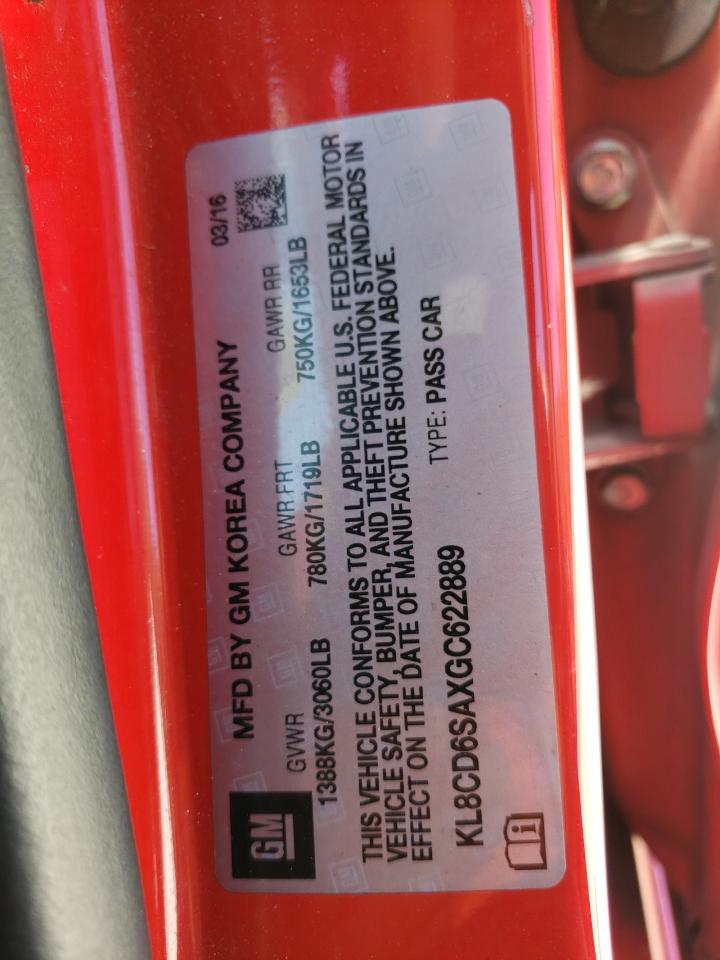 MFD BY GM KOREA COMPANY 03/16
GVWR GAWR FRT GAWR RR
1388KG/3060LB 780KG/1719LB 750KG/1653LB
THIS VEHICLE CONFORMS TO ALL APPLICABLE U.S. FEDERAL MOTOR
VEHICLE SAFETY, BUMPER, AND THEFT PREVENTION STANDARDS IN
EFFECT ON THE DATE OF MANUFACTURE SHOWN ABOVE.
KL8CD6SAXGC622889 TYPE: PASS CAR
GM